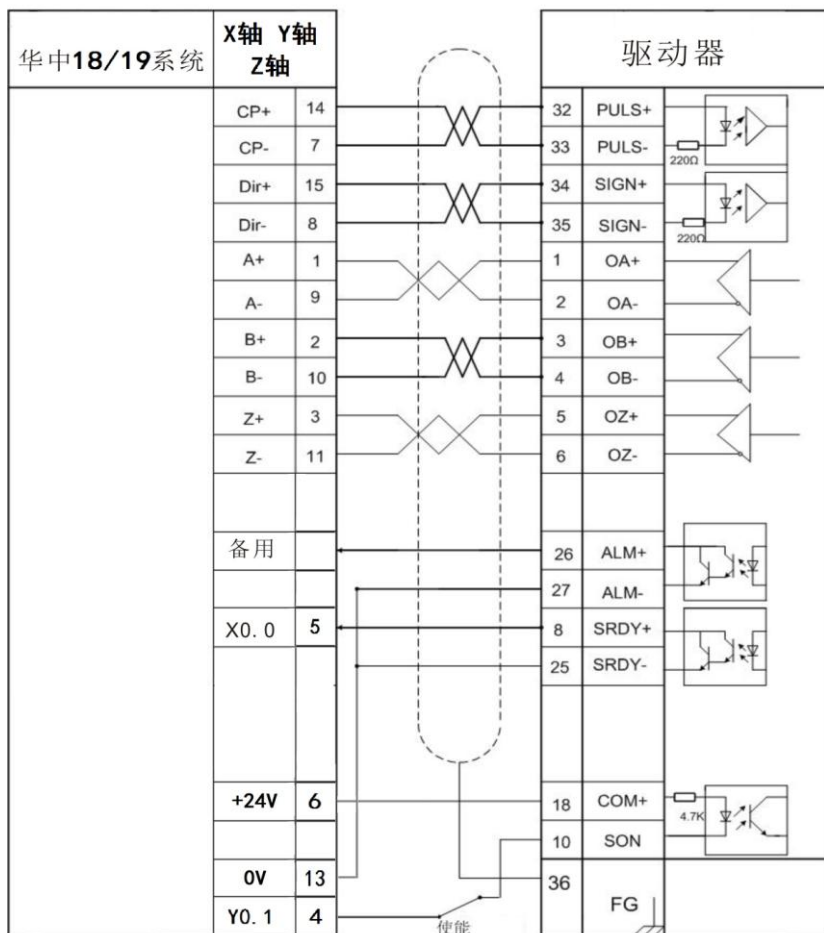 华中18/19系统
X轴 Y轴
Z轴
驱动器
CP+ 14 32 PULS+
CP- 7 33 PULS-
220Ω
Dir+ 15 34 SIGN+
Dir- 8 35 SIGN-
220Ω
A+ 1 1 OA+
A- 9 2 OA-
B+ 2 3 OB+
B- 10 4 OB-
Z+ 3 5 OZ+
Z- 11 6 OZ-
备用 26 ALM+
27 ALM-
X0.0 5 8 SRDY+
25 SRDY-
+24V 6 18 COM+
4.7K
10 SON
0V 13 36
FG
Y0.1 4
使能